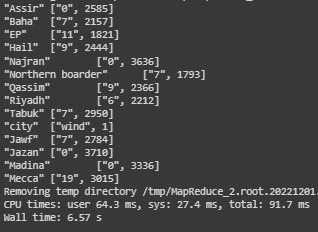 "Assir" ["0", 2585]
"Baha" ["7", 2157]
"EP" ["11", 1821]
"Hail" ["9", 2444]
"Najran" ["0", 3636]
"Northern boarder" ["7", 1793]
"Qassim" ["9", 2366]
"Riyadh" ["6", 2212]
"Tabuk" ["7", 2950]
"city" ["wind", 1]
"Jawf" ["7", 2784]
"Jazan" ["0", 3710]
"Madina" ["0", 3336]
"Mecca" ["19", 3015]
Removing temp directory /tmp/MapReduce_2.root.20221201.
CPU times: user 64.3 ms, sys: 27.4 ms, total: 91.7 ms
Wall time: 6.57 s